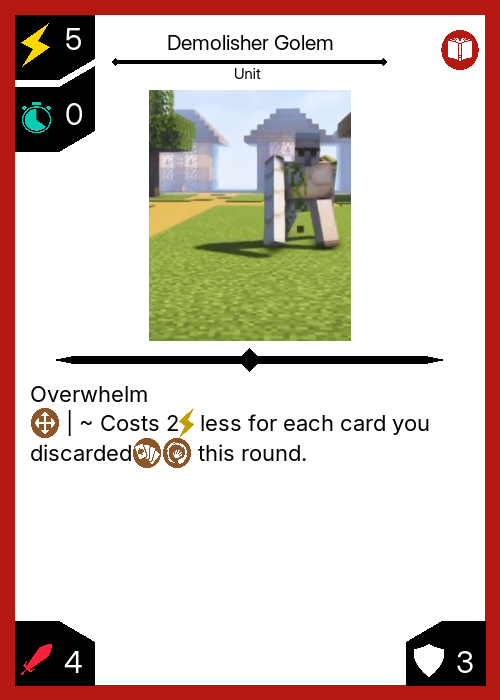 5
Demolisher Golem
Unit
0
Overwhelm
| ~ Costs 2 less for each card you
discarded this round.
4
3